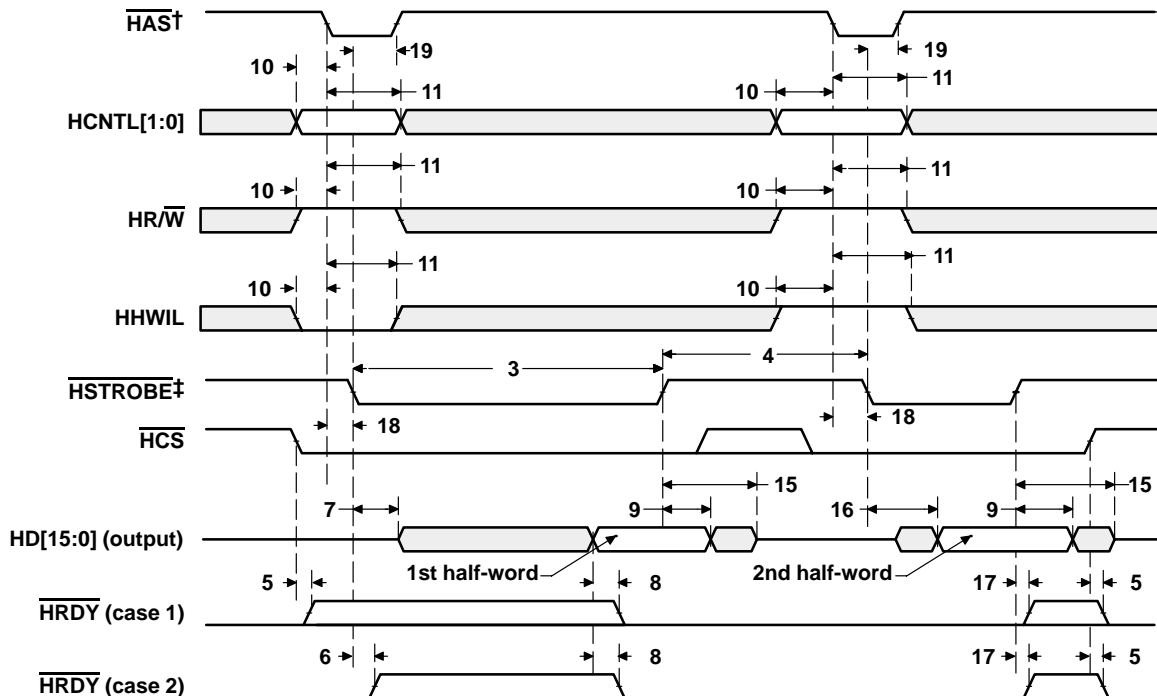 HAS†
19
19
10
11
10
11
HCNTL[1:0]
11
11
10
10
HR/W
11
11
10
10
HHWIL
3
4
HSTROBE‡
18
18
HCS
15
15
7
9
16
9
HD[15:0] (output)
1st half-word
2nd half-word
5
8
17
5
HRDY (case 1)
6
8
17
5
HRDY (case 2)